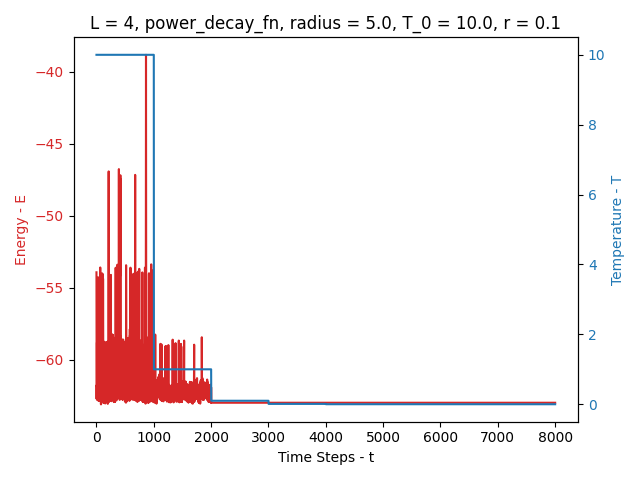 L = 4, power_decay_fn, radius = 5.0, T_0 = 10.0, r = 0.1
−40
−45
−50
−55
−60
Energy - E
10
8
6
4
2
0
Temperature - T
0 1000 2000 3000 4000 5000 6000 7000 8000
Time Steps - t